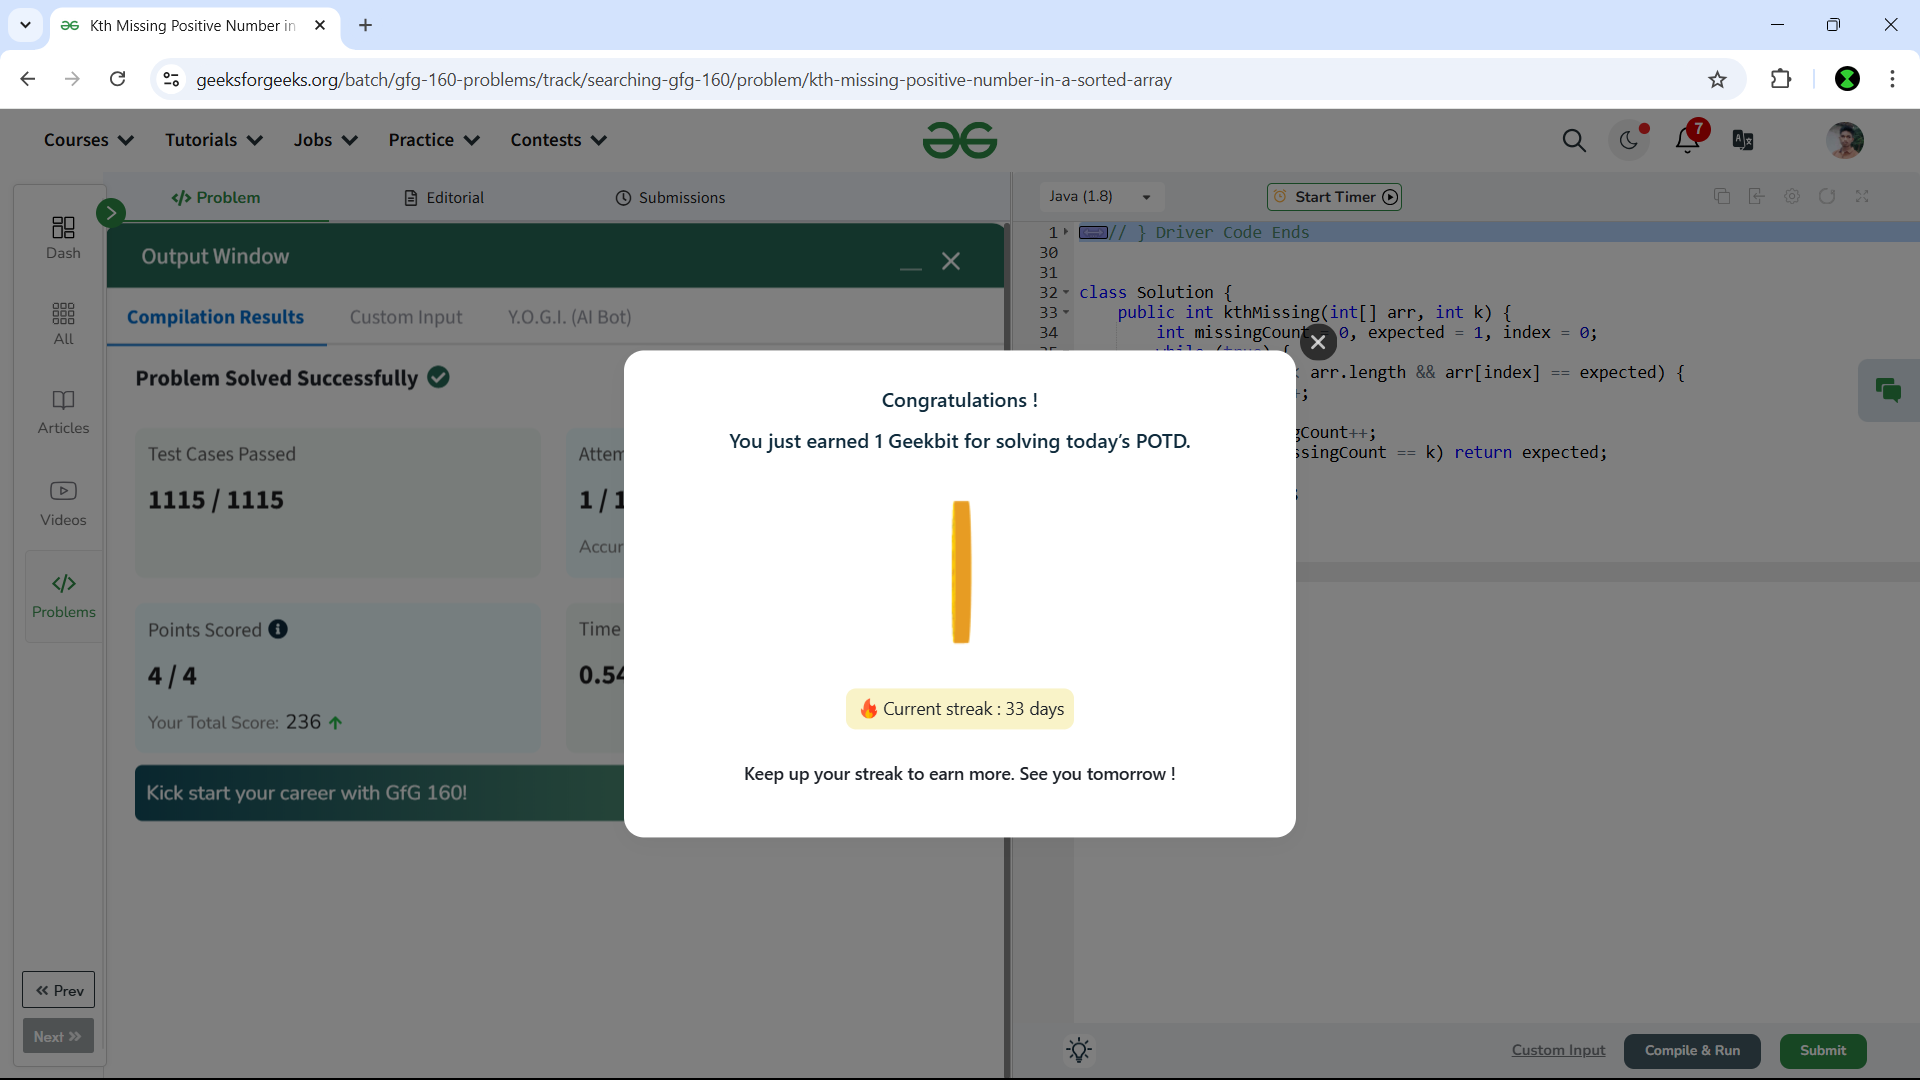 Kth Missing Positive Number in
geeksforgeeks.org/batch/gfg-160-problems/track/searching-gfg-160/problem/kth-missing-positive-number-in-a-sorted-array
Courses Tutorials Jobs Practice Contests
7
Dash
All
Articles
Videos
Problems
Prev
Next
Problem Editorial Submissions
Output Window
Compilation Results Custom Input Y.O.G.I. (AI Bot)
Problem Solved Successfully
Test Cases Passed
1115 / 1115
Attem
1 / 1
Accur
Points Scored
4 / 4
Your Total Score: 236
Time
0.54
Kick start your career with GfG 160!
Java (1.8)
Start Timer
1 // } Driver Code Ends
30
31
32 class Solution {
33 public int kthMissing(int[] arr, int k) {
34 int missingCount = 0, expected = 1, index = 0;
arr.length && arr[index] == expected) {
;
gCount++;
ssingCount == k) return expected;
Congratulations !
You just earned 1 Geekbit for solving today's POTD.
Current streak : 33 days
Keep up your streak to earn more. See you tomorrow !
Custom Input
Compile & Run
Submit